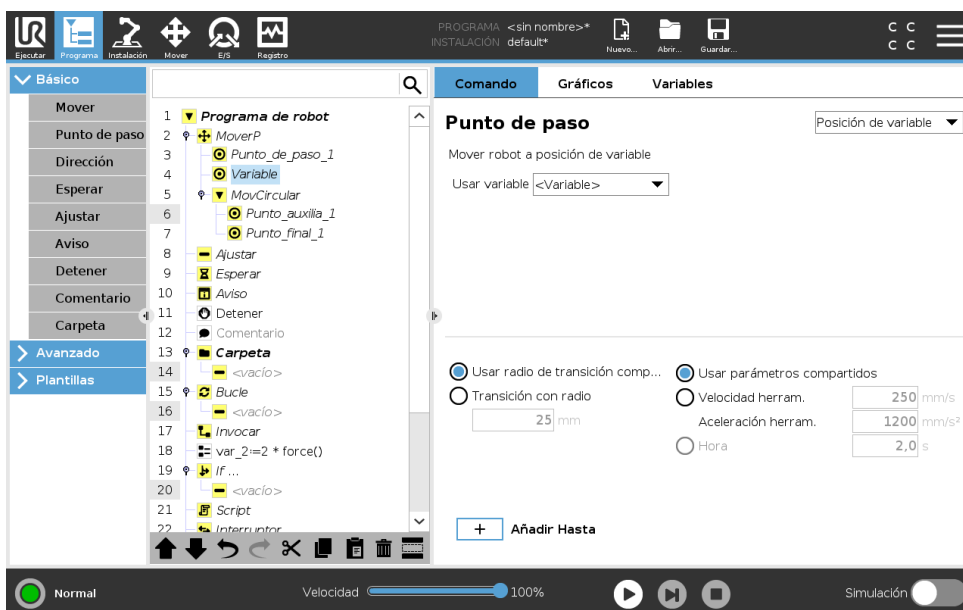 PROGRAMA <sin nombre>*
INSTALACIÓN default*
Ejecutar Programa Instalación Mover E/S Registro Nuevo... Abrir... Guardar...
C C
C C
Básico
Mover
Punto de paso
Dirección
Esperar
Ajustar
Aviso
Detener
Comentario
Carpeta
Avanzado
Plantillas
1 Programa de robot
2 MoverP
3 Punto_de_paso_1
4 Variable
5 MovCircular
6 Punto_auxilia_1
7 Punto_final_1
8 Ajustar
9 Esperar
10 Aviso
11 Detener
12 Comentario
13 Carpeta
14 <vacío>
15 Bucle
16 <vacío>
17 Invocar
18 var_2:=2 * force()
19 If ...
20 <vacío>
21 Script
22 Interruptor
Comando Gráficos Variables
Punto de paso Posición de variable
Mover robot a posición de variable
Usar variable <Variable>
Usar radio de transición comp...
Transición con radio
25 mm
Usar parámetros compartidos
Velocidad herram. 250 mm/s
Aceleración herram. 1200 mm/s²
Hora 2,0 s
+ Añadir Hasta
Normal Velocidad 100% Simulación